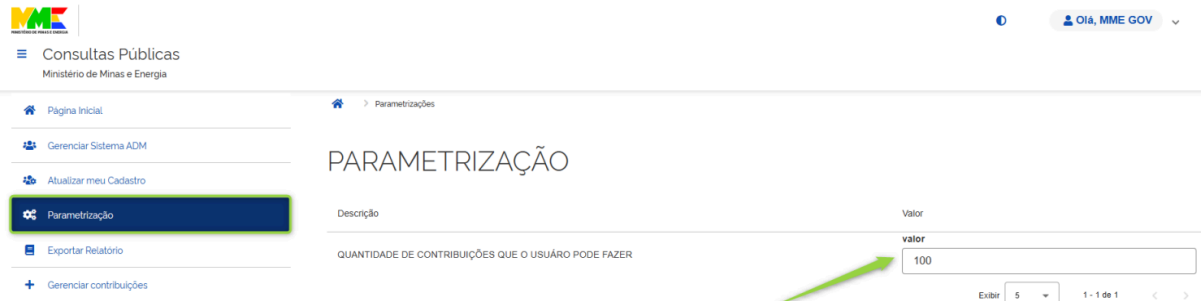 MME
MINISTÉRIO DE MINAS E ENERGIA
Olá, MME GOV
Consultas Públicas
Ministério de Minas e Energia
Página Inicial
Gerenciar Sistema ADM
Atualizar meu Cadastro
Parametrização
Exportar Relatório
Gerenciar contribuições
> Parametrizações
PARAMETRIZAÇÃO
Descrição Valor
valor
QUANTIDADE DE CONTRIBUIÇÕES QUE O USUÁRO PODE FAZER 100
Exibir 5 1 - 1 de 1 < >